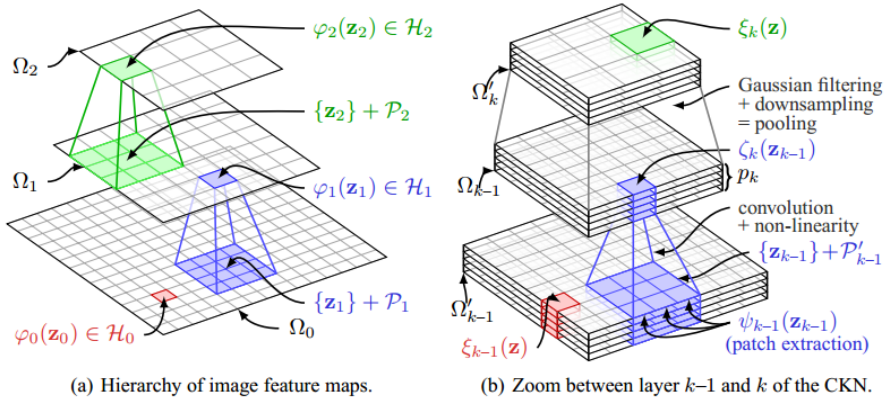 φ₂(z₂) ∈ H₂
Ω₂
{z₂} + P₂
Ω₁
φ₁(z₁) ∈ H₁
{z₁} + P₁
φ₀(z₀) ∈ H₀
Ω₀
(a) Hierarchy of image feature maps.
ξₖ(z)
Ω′ₖ
Gaussian filtering
+ downsampling
= pooling
ζₖ(zₖ₋₁)
Ωₖ₋₁
pₖ
convolution
+ non-linearity
{zₖ₋₁} + P′ₖ₋₁
Ω′ₖ₋₁
ξₖ₋₁(z)
ψₖ₋₁(zₖ₋₁)
(patch extraction)
(b) Zoom between layer k–1 and k of the CKN.